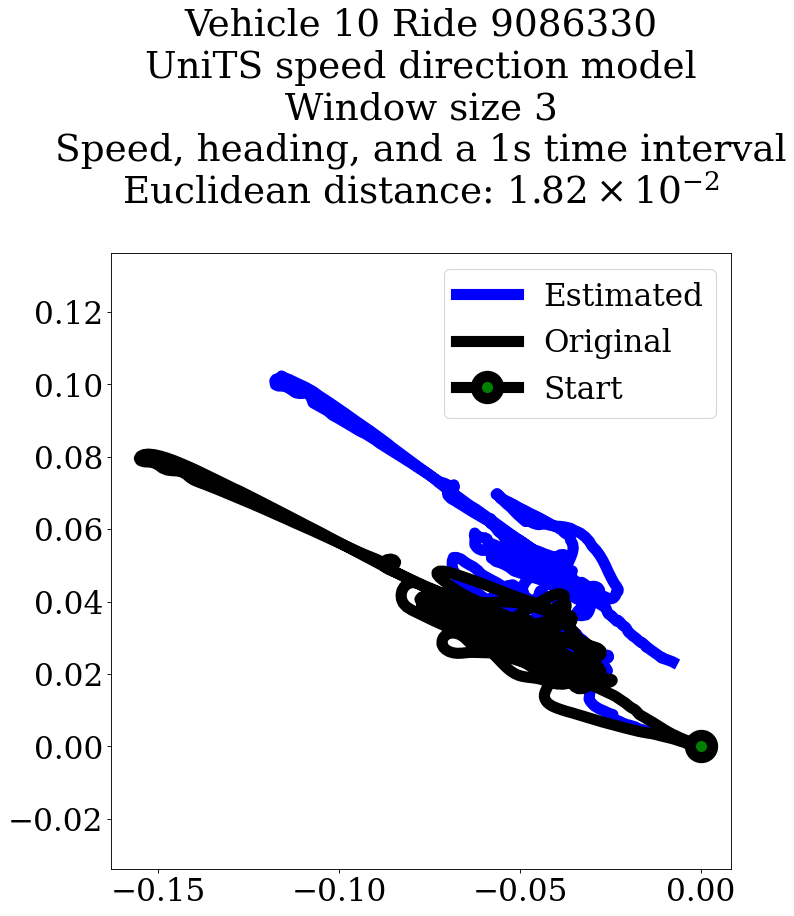 Vehicle 10 Ride 9086330
UniTS speed direction model
Window size 3
Speed, heading, and a 1s time interval
Euclidean distance: 1.82 × 10⁻²
Estimated
Original
Start
0.12
0.10
0.08
0.06
0.04
0.02
0.00
−0.02
−0.15 −0.10 −0.05 0.00